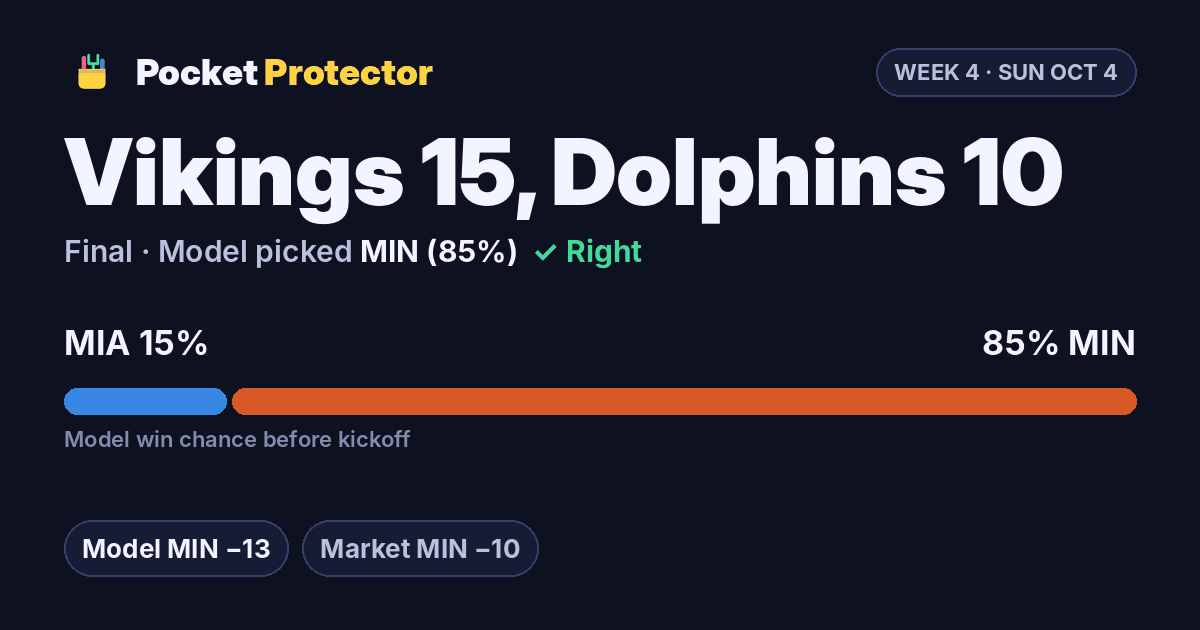 Pocket Protector
WEEK 4 · SUN OCT 4
Vikings 15, Dolphins 10
Final · Model picked MIN (85%) ✓ Right
MIA 15%
85% MIN
Model win chance before kickoff
Model MIN −13
Market MIN −10